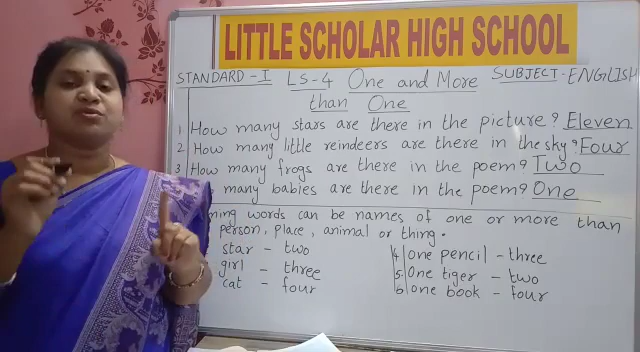 LITTLE SCHOLAR HIGH SCHOOL
STANDARD - I LS-4 One and More SUBJECT - ENGLISH
than One
1 How many stars are there in the picture? Eleven
2 How many little reindeers are there in the sky? Four
3 How many frogs are there in the poem? Two
many babies are there in the poem? One
words can be names of one or more than
person, place, animal or thing.
star - two
girl - three
cat - four
4 One pencil - three
5 One tiger - two
6 One book - four